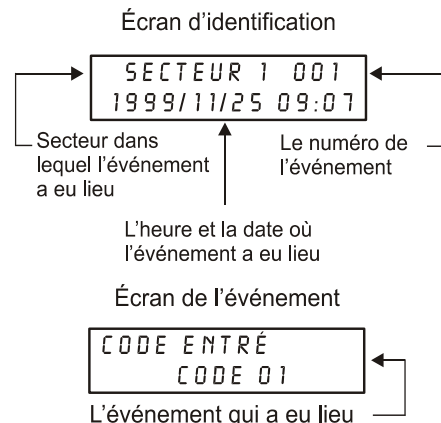 Écran d'identification
SECTEUR 1 001
1999/11/25 09:07
Secteur dans
lequel l'événement
a eu lieu
Le numéro de
l'événement
L'heure et la date où
l'événement a eu lieu
Écran de l'événement
CODE ENTRÉ
CODE 01
L'événement qui a eu lieu